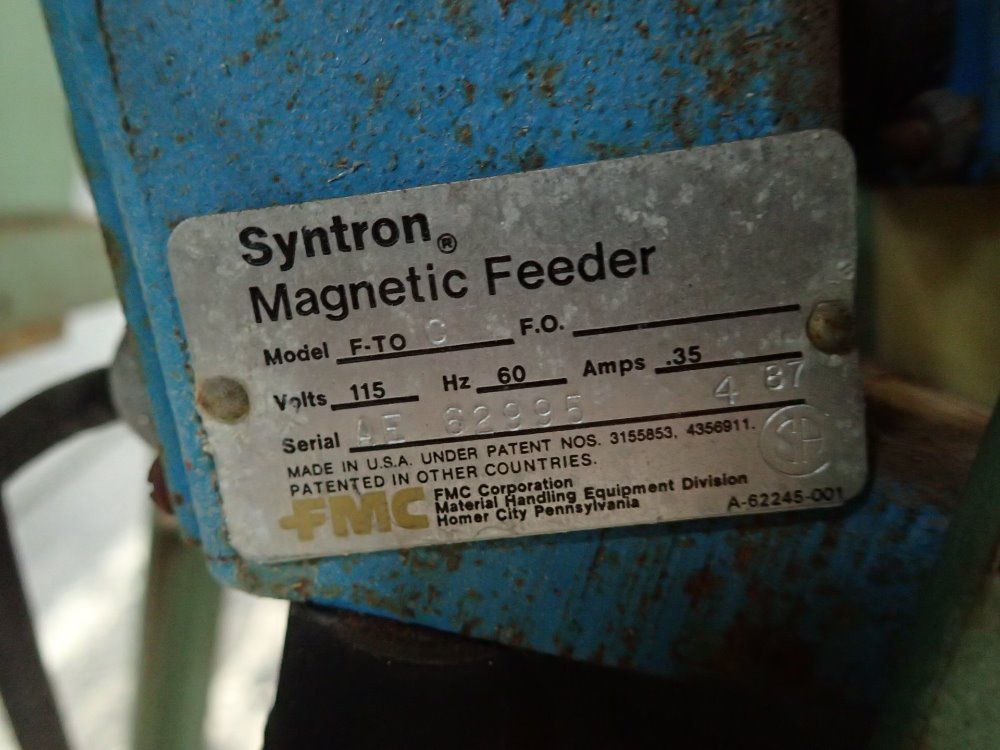 Syntron®
Magnetic Feeder
Model F-TO C F.O.
Volts 115 Hz 60 Amps .35
Serial AE 62995 4 87
MADE IN U.S.A. UNDER PATENT NOS. 3155853, 4356911.
PATENTED IN OTHER COUNTRIES.
FMC
FMC Corporation
Material Handling Equipment Division
Homer City Pennsylvania
A-62245-001